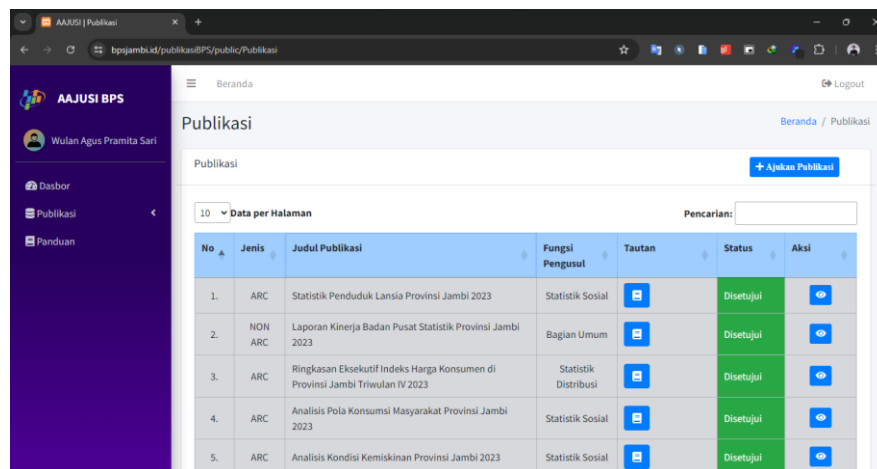 AAJUSI | Publikasi
bpsjambi.id/publikasiBPS/public/Publikasi
AAJUSI BPS
Wulan Agus Pramita Sari
Dasbor
Publikasi
Panduan
Beranda
Logout
Publikasi
Beranda / Publikasi
Publikasi
Ajukan Publikasi
10 Data per Halaman
Pencarian:
No Jenis Judul Publikasi Fungsi Pengusul Tautan Status Aksi
1. ARC Statistik Penduduk Lansia Provinsi Jambi 2023 Statistik Sosial Disetujui
2. NON ARC Laporan Kinerja Badan Pusat Statistik Provinsi Jambi 2023 Bagian Umum Disetujui
3. ARC Ringkasan Eksekutif Indeks Harga Konsumen di Provinsi Jambi Triwulan IV 2023 Statistik Distribusi Disetujui
4. ARC Analisis Pola Konsumsi Masyarakat Provinsi Jambi 2023 Statistik Sosial Disetujui
5. ARC Analisis Kondisi Kemiskinan Provinsi Jambi 2023 Statistik Sosial Disetujui